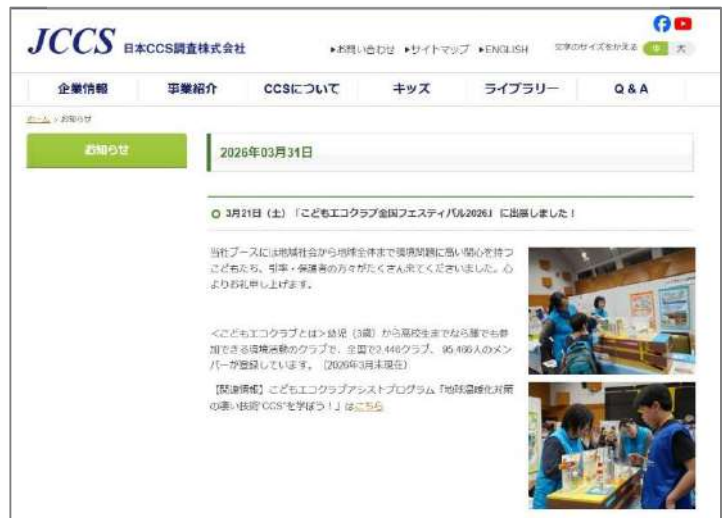 JCCS 日本CCS調査株式会社
▶お問い合わせ ▶サイトマップ ▶ENGLISH 文字のサイズをかえる 中 大
企業情報 事業紹介 CCSについて キッズ ライブラリー Q & A
ホーム > お知らせ
お知らせ
2026年03月31日
3月21日（土）「こどもエコクラブ全国フェスティバル2026」に出展しました！
当社ブースには地域社会から地球全体まで環境問題に高い関心を持つ
こどもたち、引率・保護者の方々がたくさん来てくださいました。心
よりお礼申し上げます。
＜こどもエコクラブとは＞幼児（3歳）から高校生までなら誰でも参
加できる環境活動のクラブで、全国で2,446クラブ、95,466人のメン
バーが登録しています。（2026年3月末現在）
【関連情報】こどもエコクラブアシストプログラム「地球温暖化対策
の凄い技術“CCS”を学ぼう！」はこちら